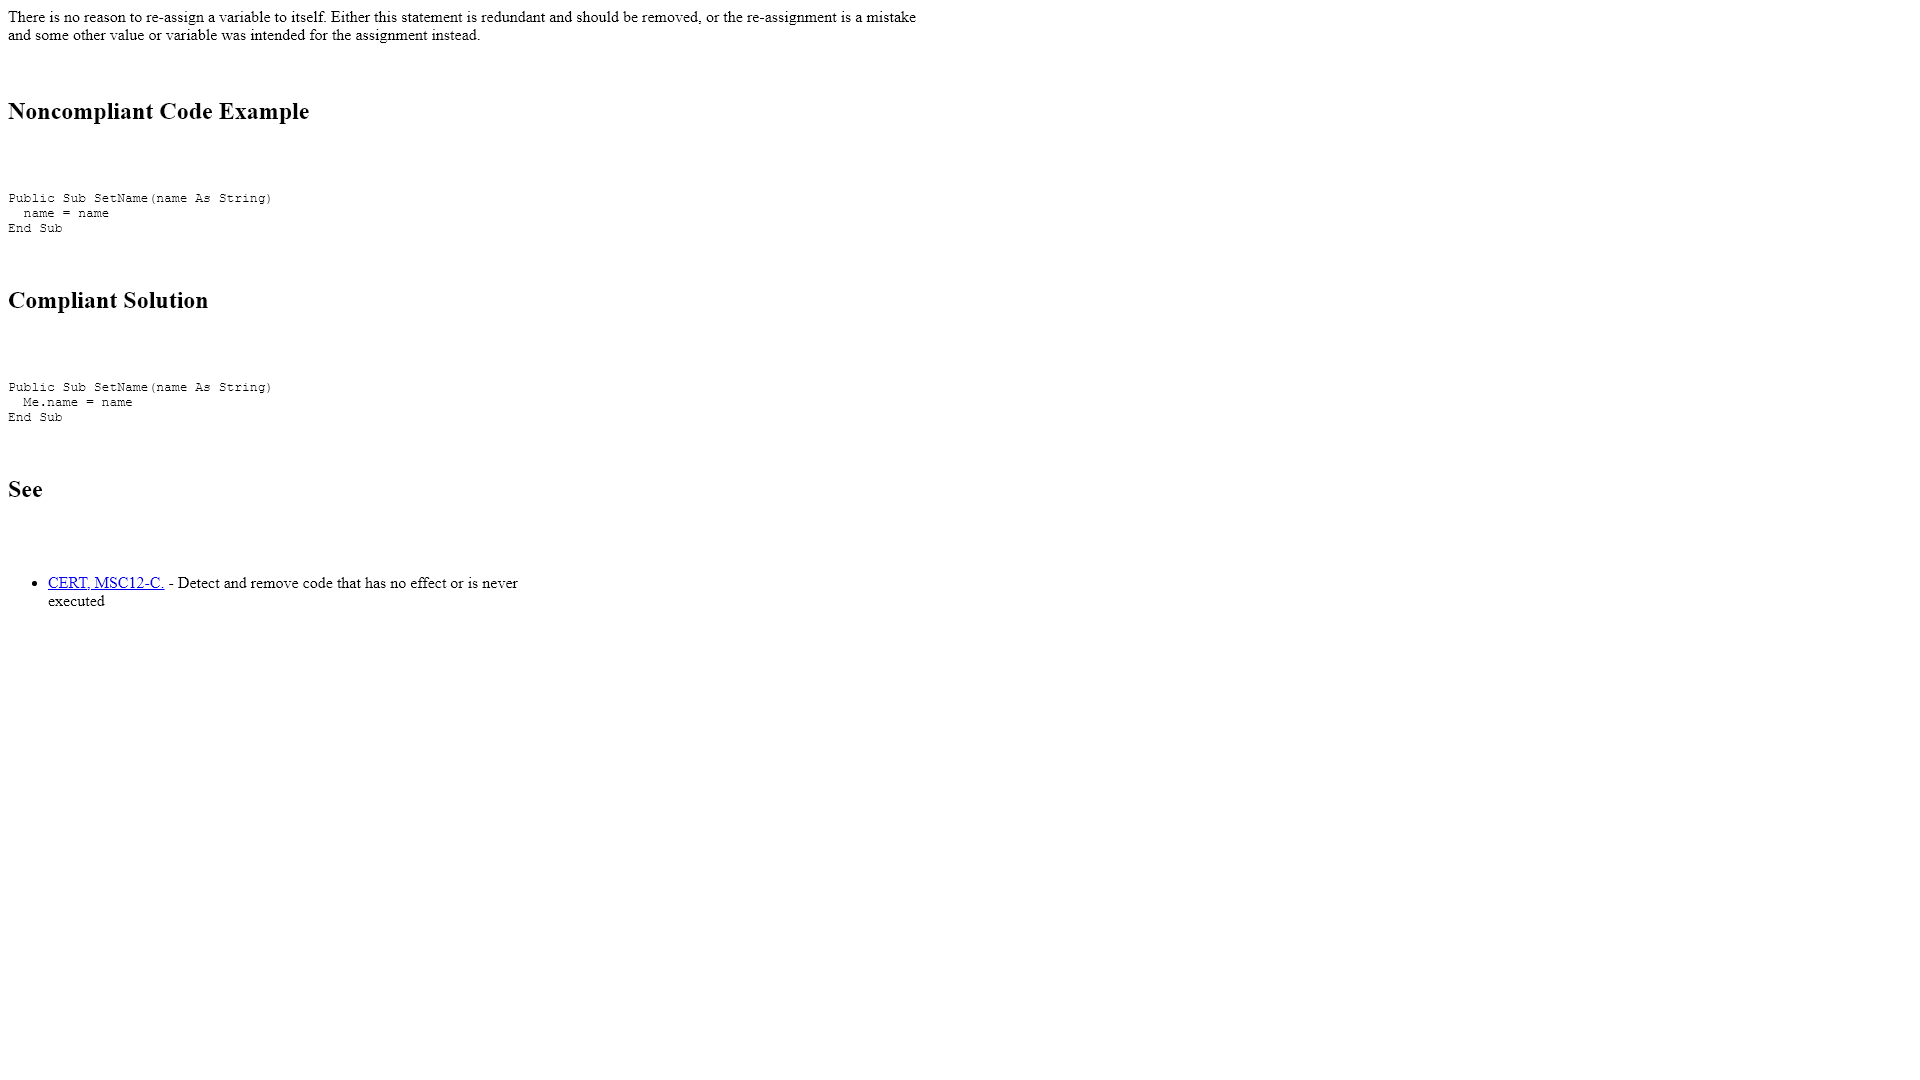 There is no reason to re-assign a variable to itself. Either this statement is redundant and should be removed, or the re-assignment is a mistake
and some other value or variable was intended for the assignment instead.
Noncompliant Code Example
Public Sub SetName(name As String)
  name = name
End Sub
Compliant Solution
Public Sub SetName(name As String)
  Me.name = name
End Sub
See
• CERT, MSC12-C. - Detect and remove code that has no effect or is never
executed